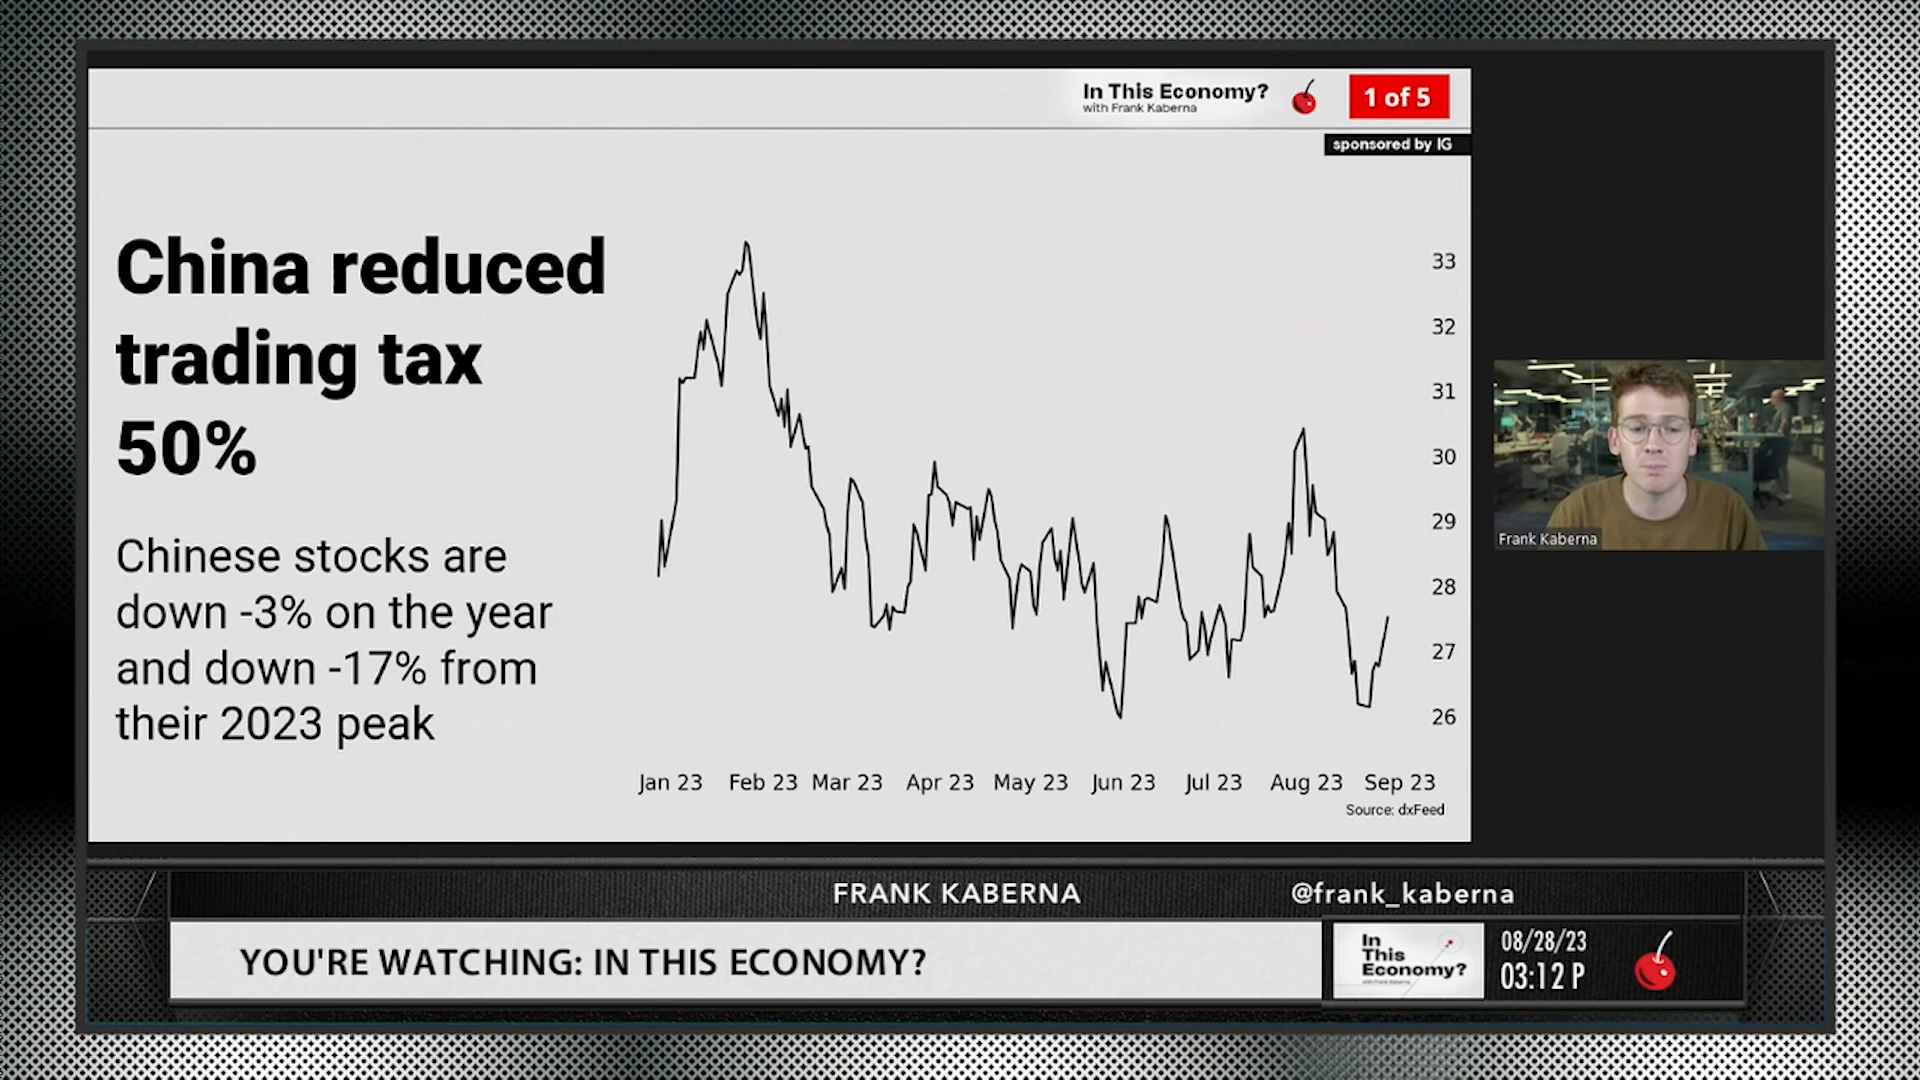 In This Economy?
with Frank Kaberna
1 of 5
sponsored by IG
China reduced
trading tax
50%
Chinese stocks are
down -3% on the year
and down -17% from
their 2023 peak
33
32
31
30
29
28
27
26
Jan 23 Feb 23 Mar 23 Apr 23 May 23 Jun 23 Jul 23 Aug 23 Sep 23
Source: dxFeed
Frank Kaberna
FRANK KABERNA @frank_kaberna
YOU'RE WATCHING: IN THIS ECONOMY?
In
This
Economy?
with Frank Kaberna
08/28/23
03:12 P